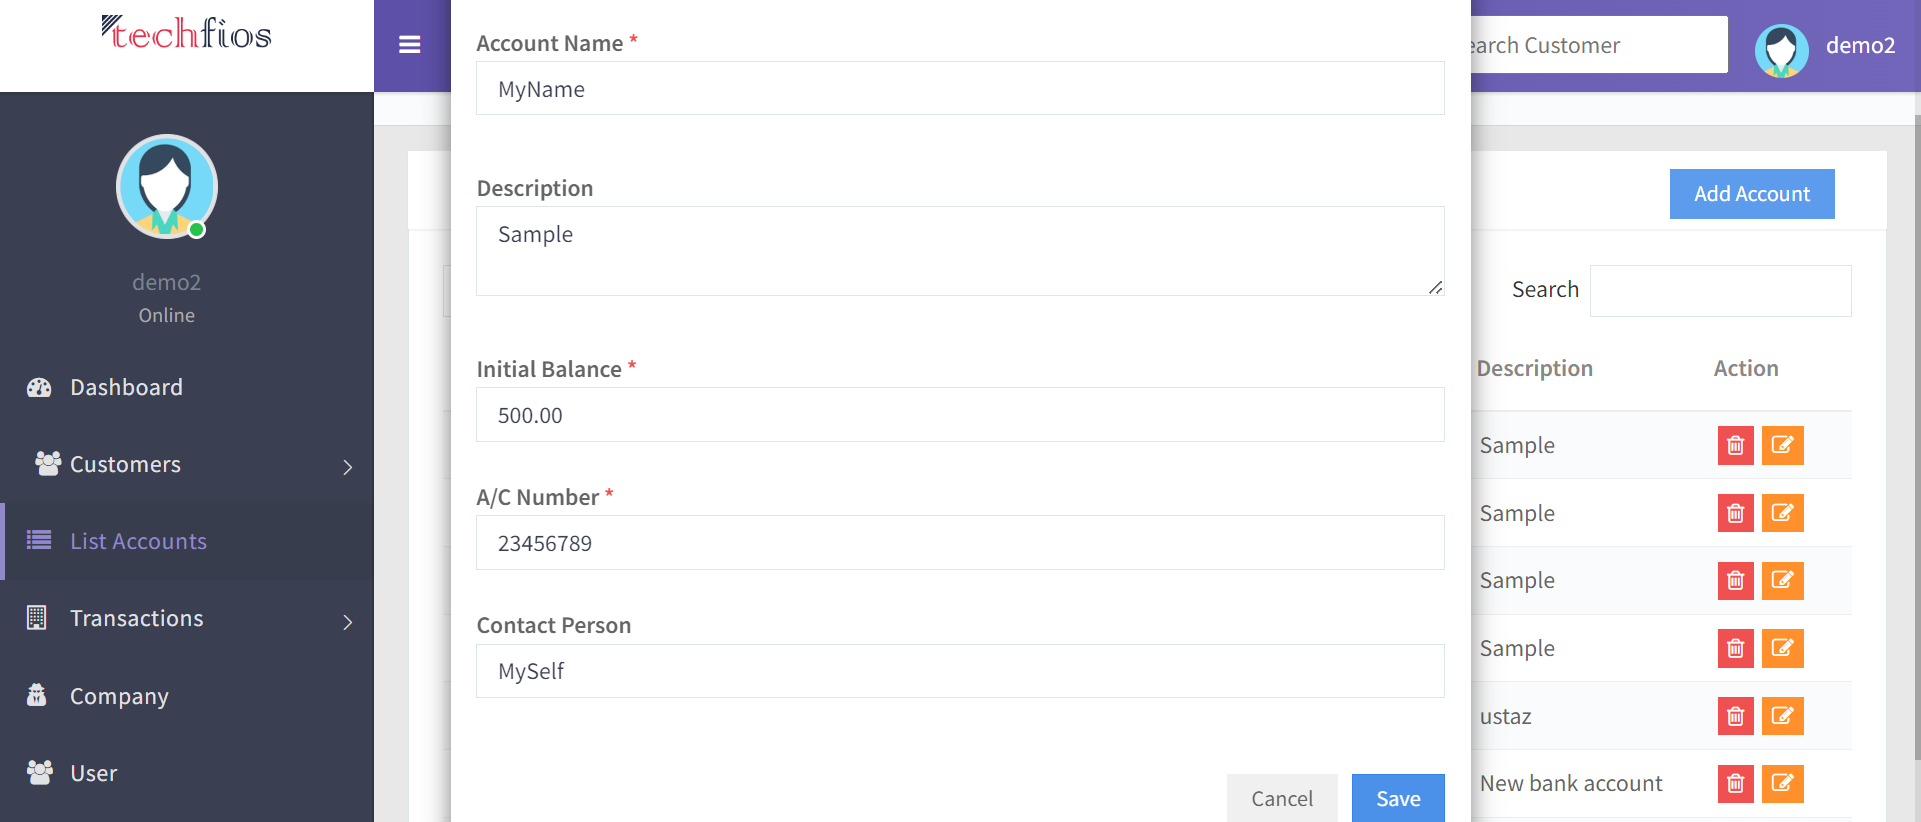 techfios
demo2
Online
Dashboard
Customers
List Accounts
Transactions
Company
User
Account Name *
MyName
Description
Sample
Initial Balance *
500.00
A/C Number *
23456789
Contact Person
MySelf
Cancel
Save
earch Customer
demo2
Add Account
Search
Description Action
Sample
Sample
Sample
Sample
ustaz
New bank account